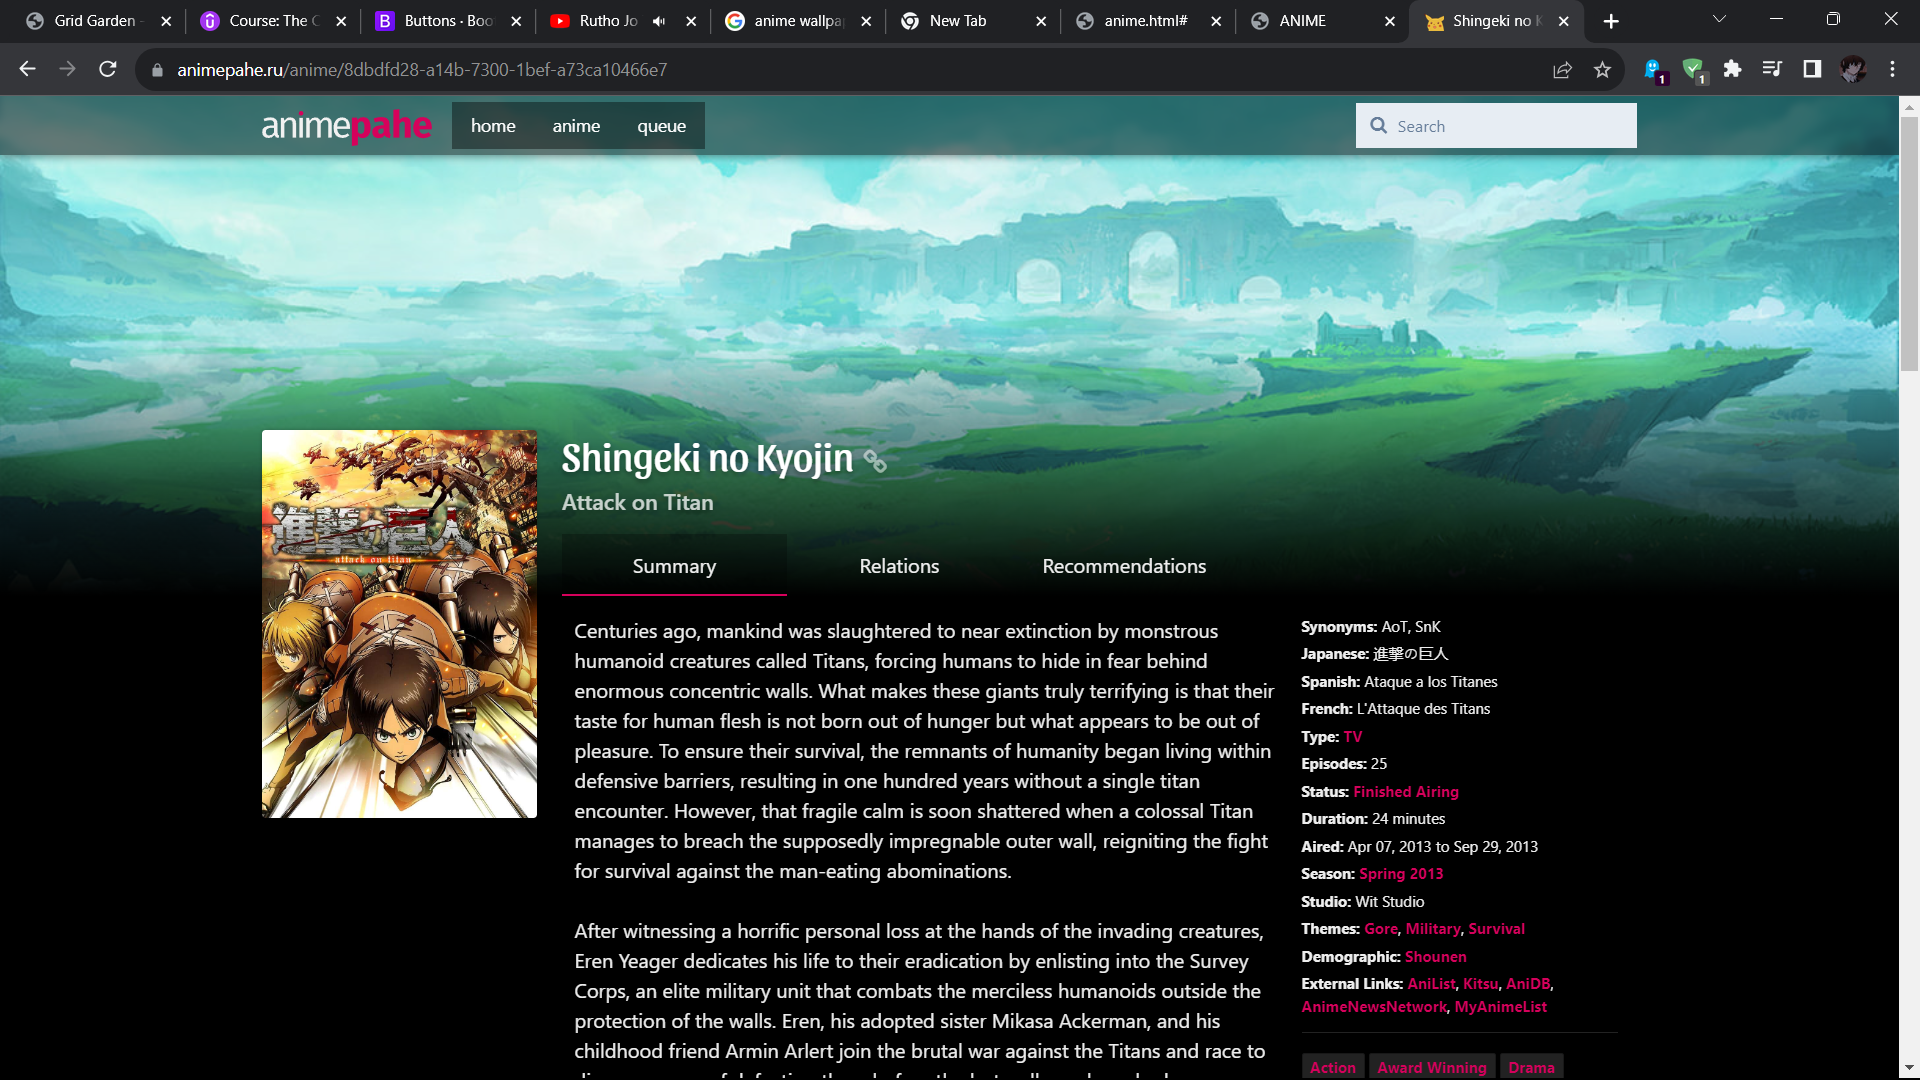 Grid Garden -
Course: The C
Buttons · Boo
Rutho Jo
anime wallpa
New Tab
anime.html#
ANIME
Shingeki no K
animepahe.ru/anime/8dbdfd28-a14b-7300-1bef-a73ca10466e7
1
1
animepahe
home
anime
queue
Search
進撃の巨人
attack on titan
Shingeki no Kyojin
Attack on Titan
Summary
Relations
Recommendations
Centuries ago, mankind was slaughtered to near extinction by monstrous
humanoid creatures called Titans, forcing humans to hide in fear behind
enormous concentric walls. What makes these giants truly terrifying is that their
taste for human flesh is not born out of hunger but what appears to be out of
pleasure. To ensure their survival, the remnants of humanity began living within
defensive barriers, resulting in one hundred years without a single titan
encounter. However, that fragile calm is soon shattered when a colossal Titan
manages to breach the supposedly impregnable outer wall, reigniting the fight
for survival against the man-eating abominations.
After witnessing a horrific personal loss at the hands of the invading creatures,
Eren Yeager dedicates his life to their eradication by enlisting into the Survey
Corps, an elite military unit that combats the merciless humanoids outside the
protection of the walls. Eren, his adopted sister Mikasa Ackerman, and his
childhood friend Armin Arlert join the brutal war against the Titans and race to
Synonyms: AoT, SnK
Japanese: 進撃の巨人
Spanish: Ataque a los Titanes
French: L'Attaque des Titans
Type: TV
Episodes: 25
Status: Finished Airing
Duration: 24 minutes
Aired: Apr 07, 2013 to Sep 29, 2013
Season: Spring 2013
Studio: Wit Studio
Themes: Gore, Military, Survival
Demographic: Shounen
External Links: AniList, Kitsu, AniDB,
AnimeNewsNetwork, MyAnimeList
Action
Award Winning
Drama